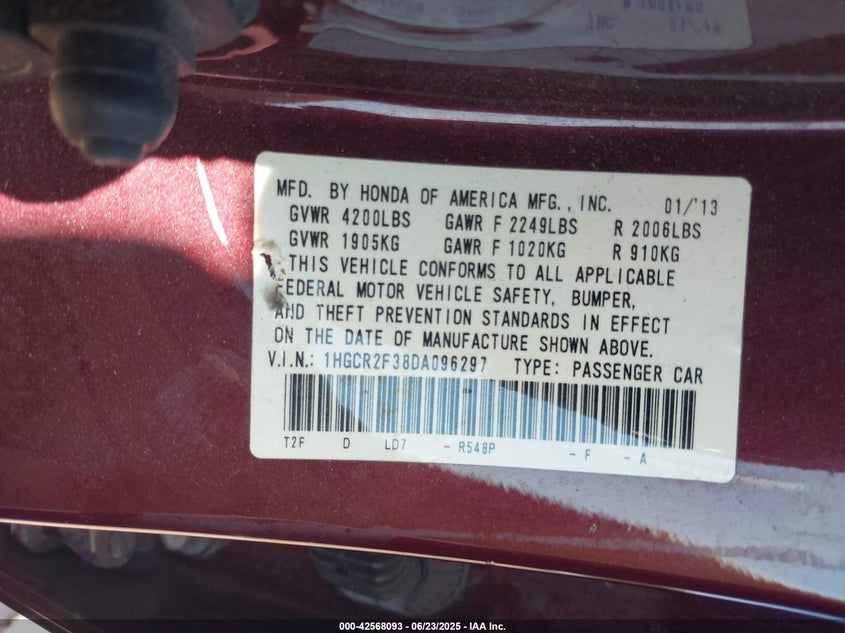 MFD. BY HONDA OF AMERICA MFG., INC. 01/'13
GVWR 4200LBS GAWR F 2249LBS R 2006LBS
GVWR 1905KG GAWR F 1020KG R 910KG
THIS VEHICLE CONFORMS TO ALL APPLICABLE
FEDERAL MOTOR VEHICLE SAFETY, BUMPER,
AND THEFT PREVENTION STANDARDS IN EFFECT
ON THE DATE OF MANUFACTURE SHOWN ABOVE.
V.I.N.: 1HGCR2F38DA096297 TYPE: PASSENGER CAR
T2F D LD7 - R548P - F - A
000-42568093 - 06/23/2025 - IAA Inc.